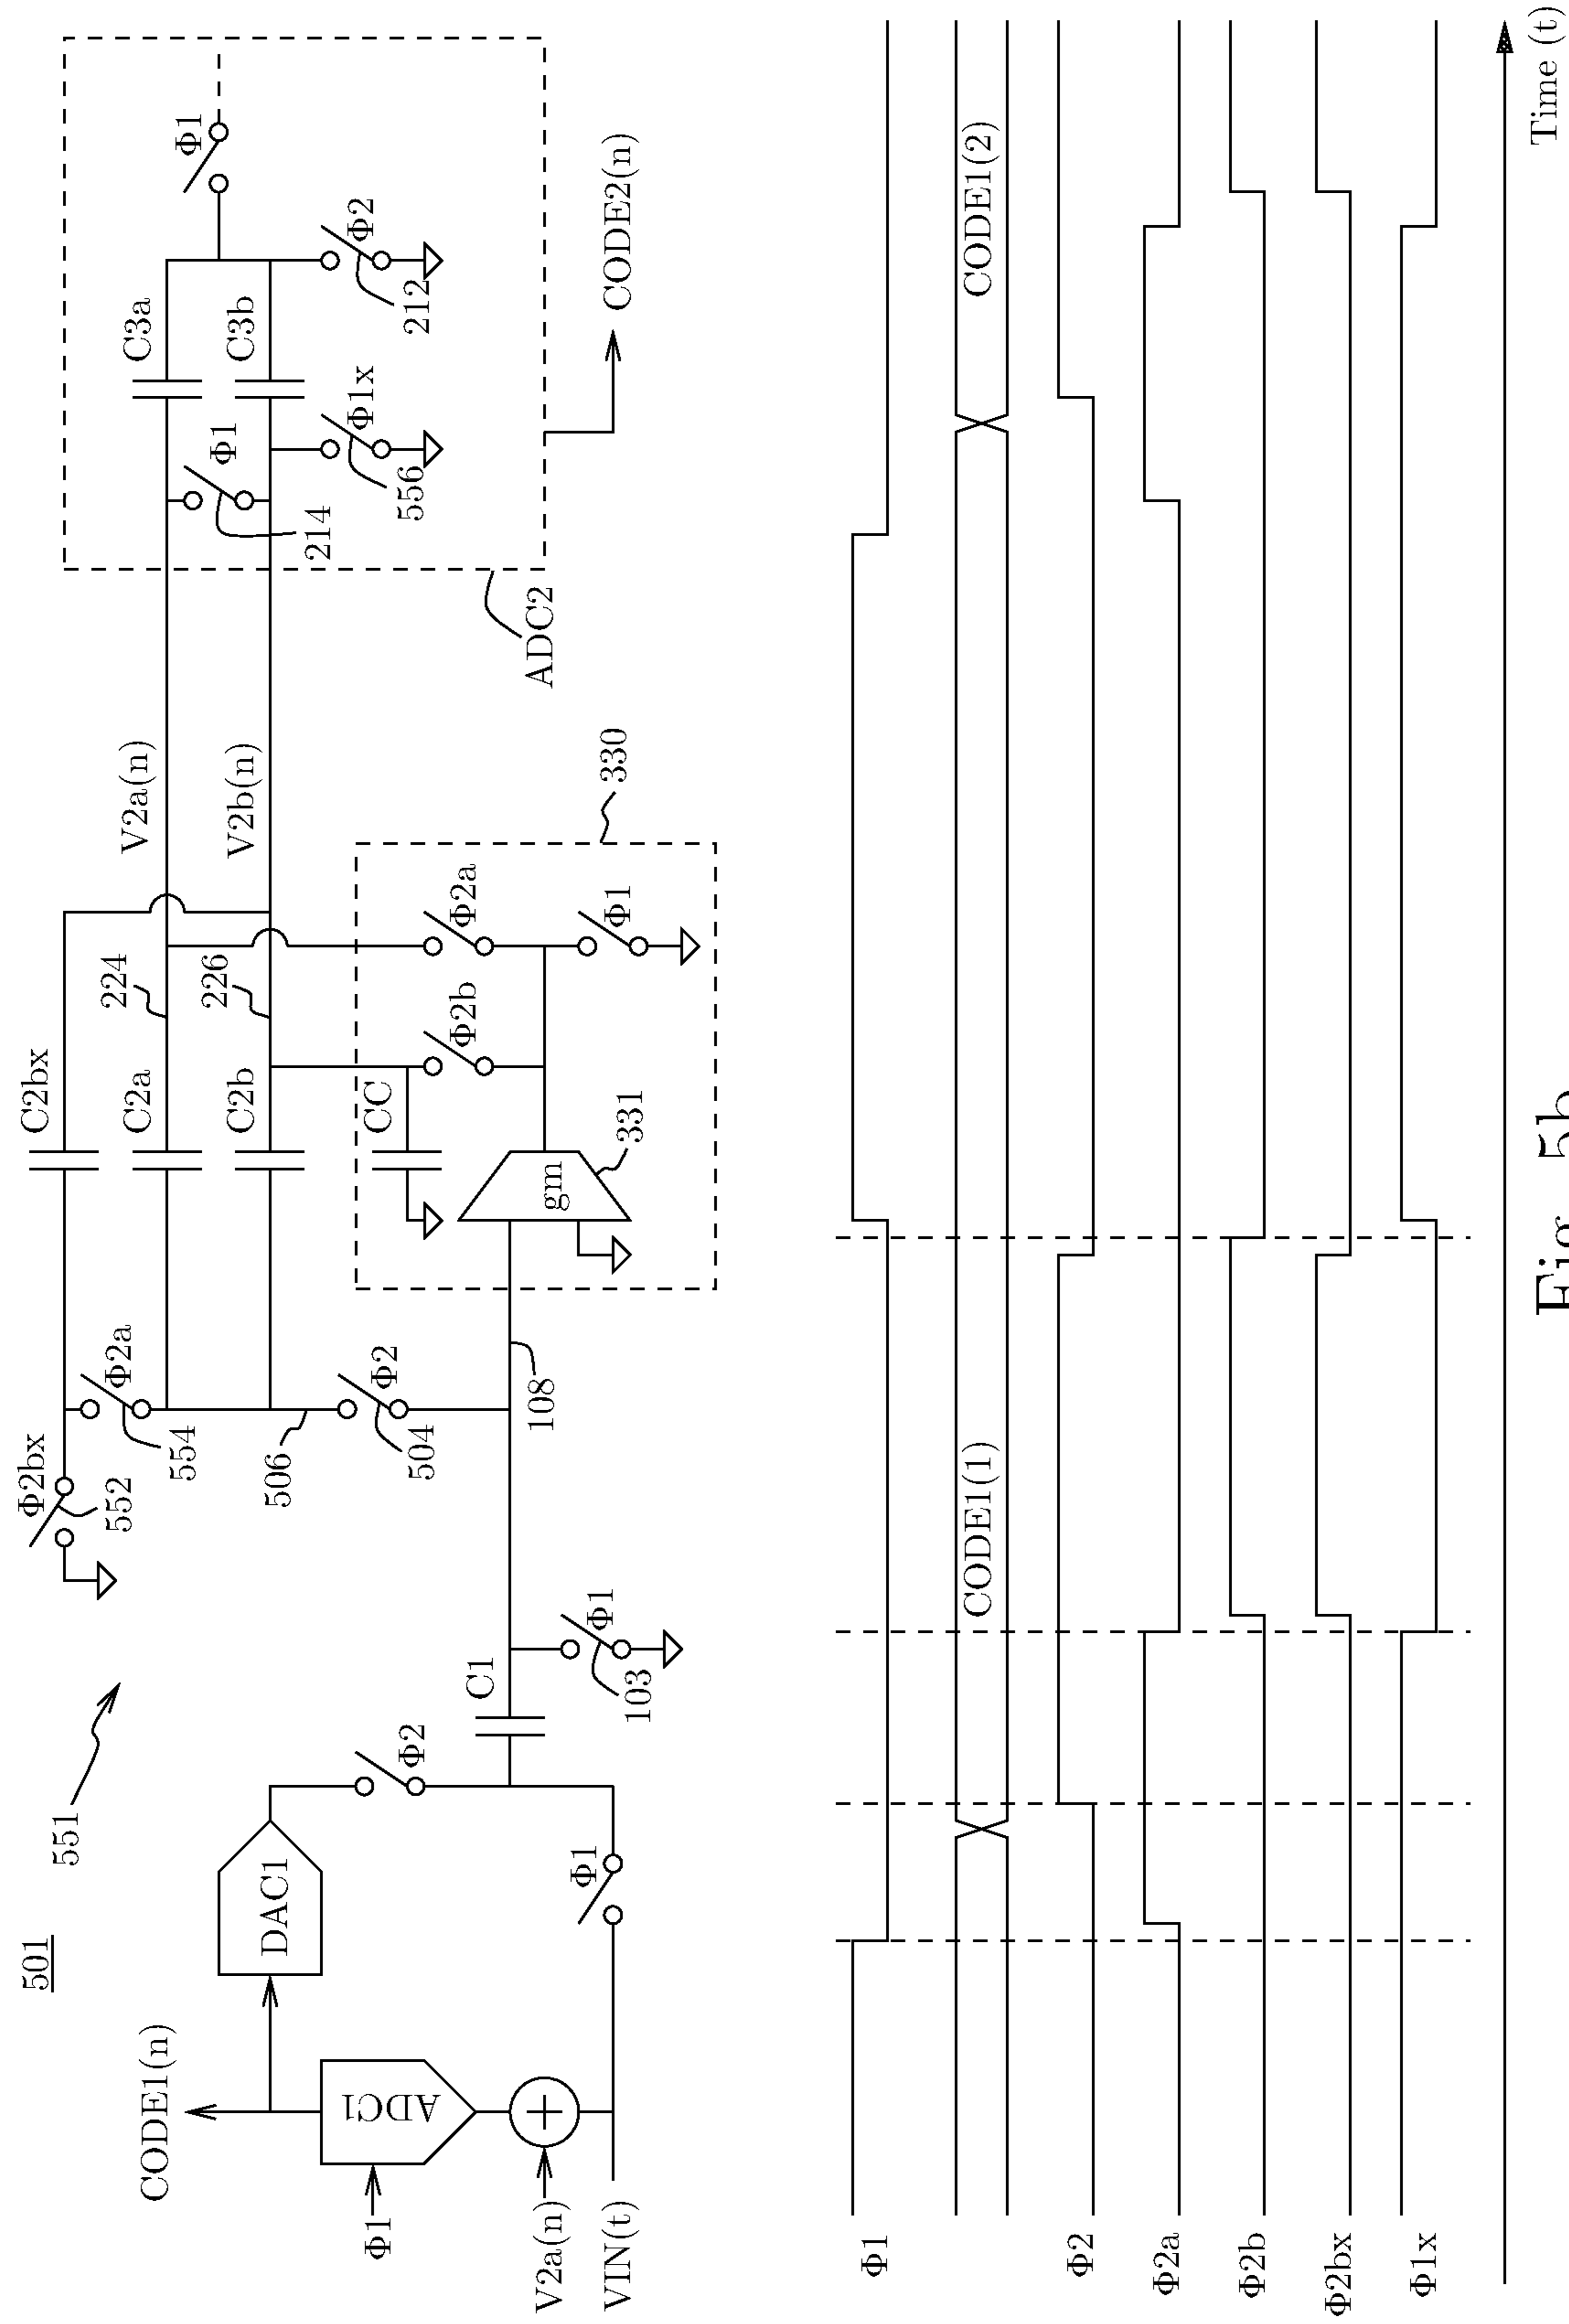 501
551
CODE1(n)
ADC1
Φ1
V2a(n)
VIN(t)
DAC1
Φ2
Φ1
C1
Φ1
103
Φ2bx
552
Φ2a
554
506
Φ2
504
108
C2bx
C2a
C2b
CC
224
226
gm
331
Φ2b
Φ2a
Φ1
330
V2a(n)
V2b(n)
ADC2
214
Φ1
556
Φ1x
C3a
C3b
212
Φ2
Φ1
CODE2(n)
Φ1
CODE1(1)
CODE1(2)
Φ2
Φ2a
Φ2b
Φ2bx
Φ1x
Time (t)
Fig. 5b